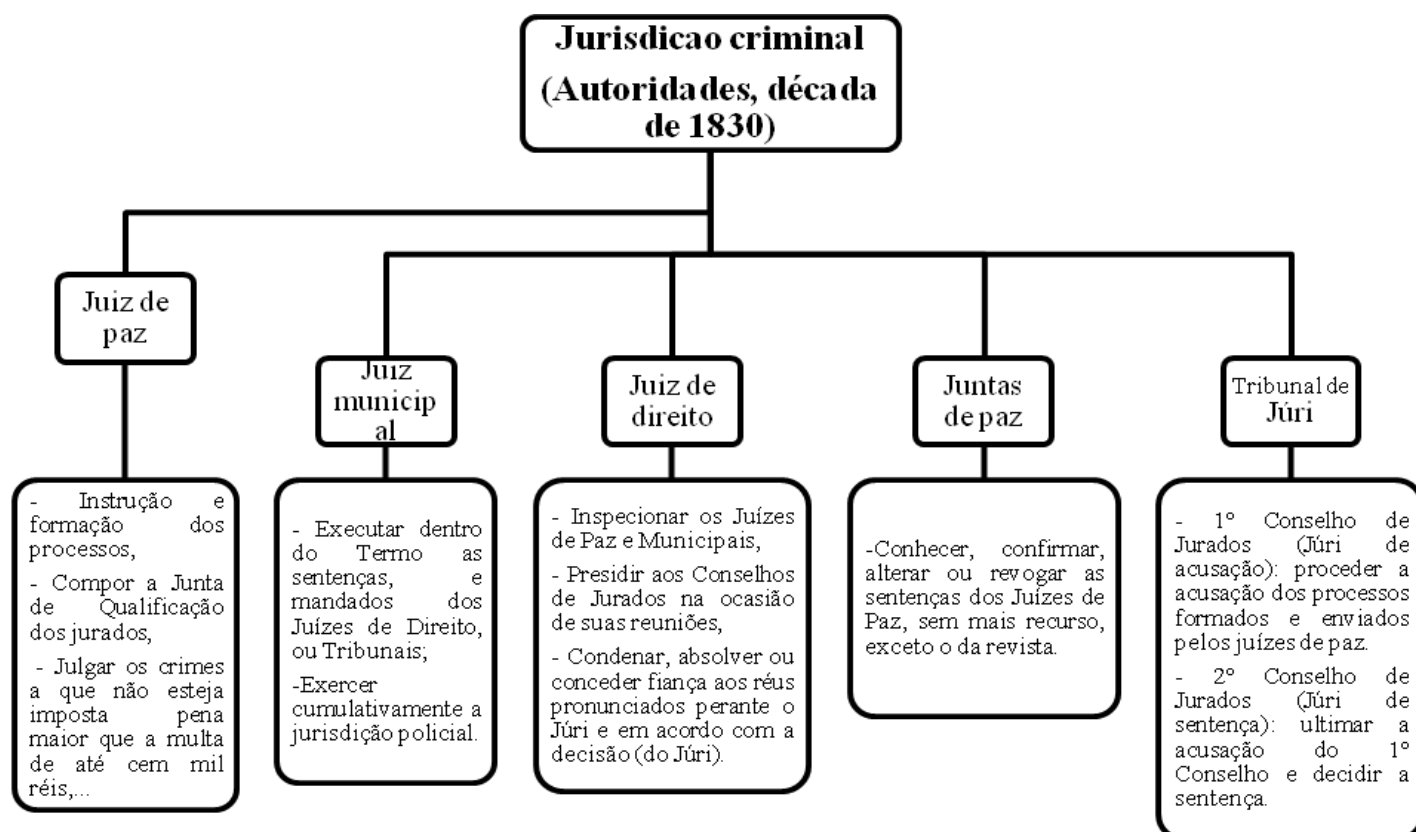 Jurisdicao criminal
(Autoridades, década
de 1830)
Juiz de
paz
Juiz
municip
al
Juiz de
direito
Juntas
de paz
Tribunal de
Júri
- Instrução e
formação dos
processos,
- Compor a Junta
de Qualificação
dos jurados,
- Julgar os crimes
a que não esteja
imposta pena
maior que a multa
de até cem mil
réis,...
- Executar dentro
do Termo as
sentenças, e
mandados dos
Juízes de Direito,
ou Tribunais;
-Exercer
cumulativamente a
jurisdição policial.
- Inspecionar os Juízes
de Paz e Municipais,
- Presidir aos Conselhos
de Jurados na ocasião
de suas reuniões,
- Condenar, absolver ou
conceder fiança aos réus
pronunciados perante o
Júri e em acordo com a
decisão (do Júri).
-Conhecer, confirmar,
alterar ou revogar as
sentenças dos Juízes de
Paz, sem mais recurso,
exceto o da revista.
- 1º Conselho de
Jurados (Júri de
acusação): proceder a
acusação dos processos
formados e enviados
pelos juízes de paz.
- 2º Conselho de
Jurados (Júri de
sentença): ultimar a
acusação do 1º
Conselho e decidir a
sentença.